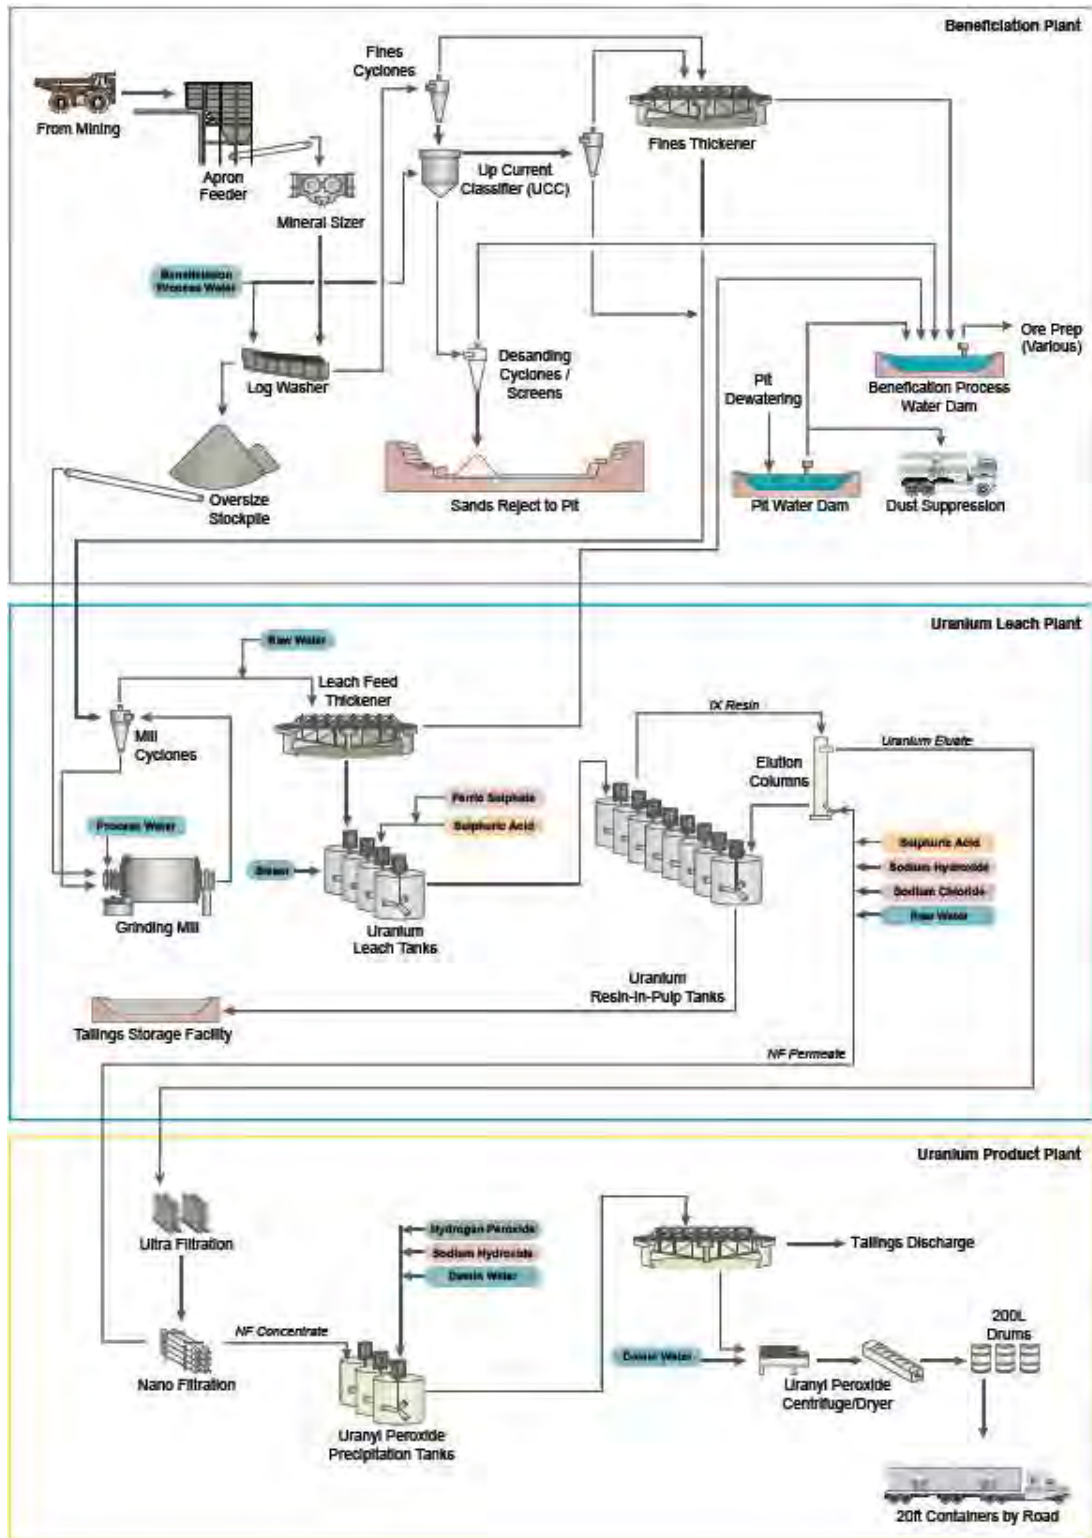 Beneficiation Plant
Fines
Cyclones
From Mining
Apron
Feeder
Mineral Sizer
Up Current
Classifier (UCC)
Fines Thickener
Beneficiation
Process Water
Log Washer
Desanding
Cyclones /
Screens
Pit
Dewatering
Ore Prep
(Various)
Benefication Process
Water Dam
Oversize
Stockpile
Sands Reject to Pit
Pit Water Dam
Dust Suppression
Uranium Leach Plant
Raw Water
Leach Feed
Thickener
Mill
Cyclones
IX Resin
Elution
Columns
Uranium Eluate
Ferric Sulphate
Sulphuric Acid
Process Water
Steam
Grinding Mill
Uranium
Leach Tanks
Sulphuric Acid
Sodium Hydroxide
Sodium Chloride
Raw Water
Uranium
Resin-in-Pulp Tanks
Tailings Storage Facility
NF Permeate
Uranium Product Plant
Ultra Filtration
Hydrogen Peroxide
Sodium Hydroxide
Demin Water
Tailings Discharge
NF Concentrate
Nano Filtration
Uranyl Peroxide
Precipitation Tanks
Demin Water
Uranyl Peroxide
Centrifuge/Dryer
200L
Drums
20ft Containers by Road